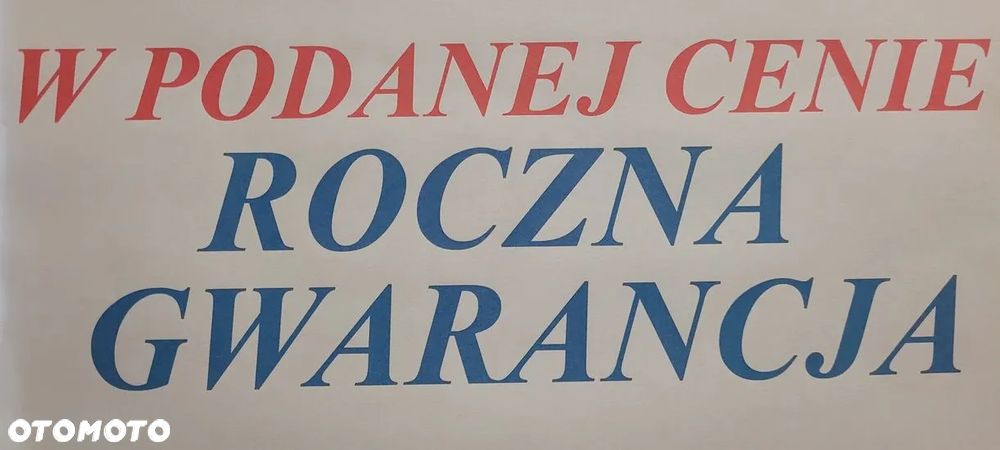 W PODANEJ CENIE
ROCZNA
GWARANCJA
OTOMOTO